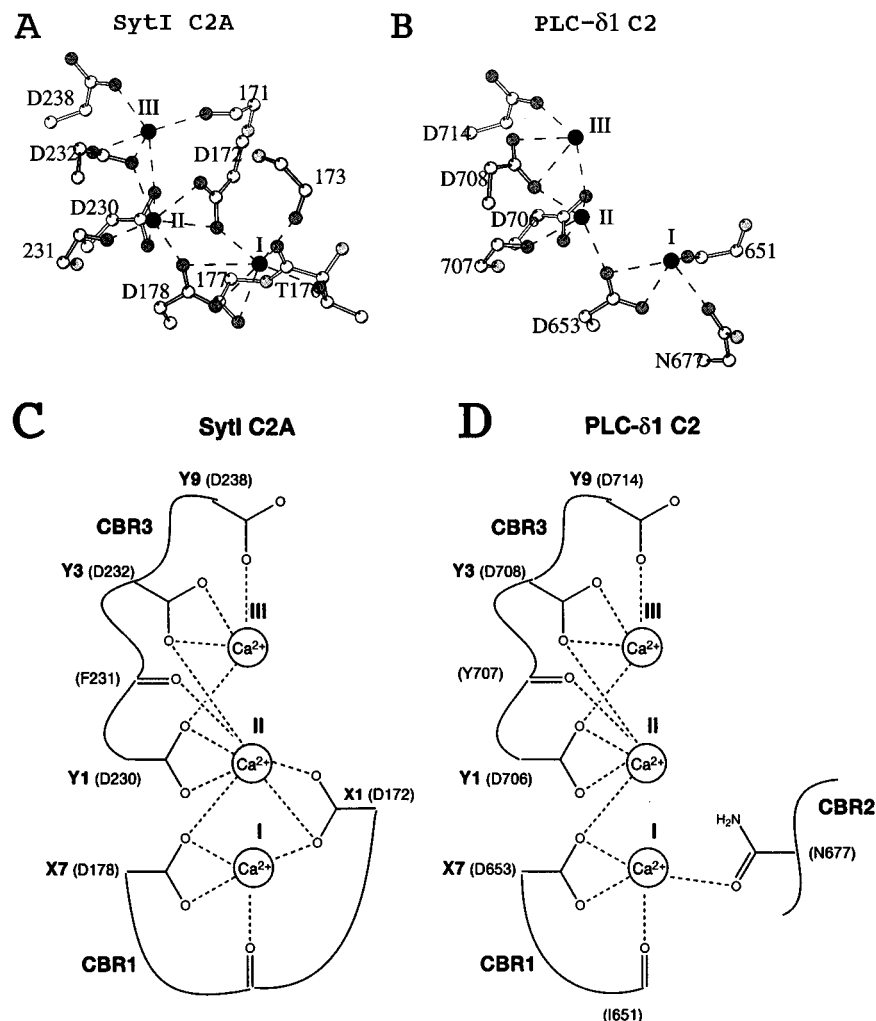 A SytI C2A
D238
III
171
D232
D172
173
D230
II
231
I
D178
177
T176
B PLC-δ1 C2
D714
III
D708
D706
II
I
707
651
D653
N677
C SytI C2A
Y9 (D238)
O
CBR3
O
Y3 (D232)
O
III
O
Ca²⁺
(F231)
O
II
O
Ca²⁺
O
Y1 (D230)
O
X1 (D172)
I
O
O
X7 (D178)
Ca²⁺
O
O
CBR1
D PLC-δ1 C2
Y9 (D714)
O
CBR3
O
Y3 (D708)
O
III
O
Ca²⁺
(Y707)
O
II
O
Ca²⁺
Y1 (D706)
O
CBR2
I
H₂N
O
(N677)
X7 (D653)
Ca²⁺
O
O
O
CBR1
(I651)